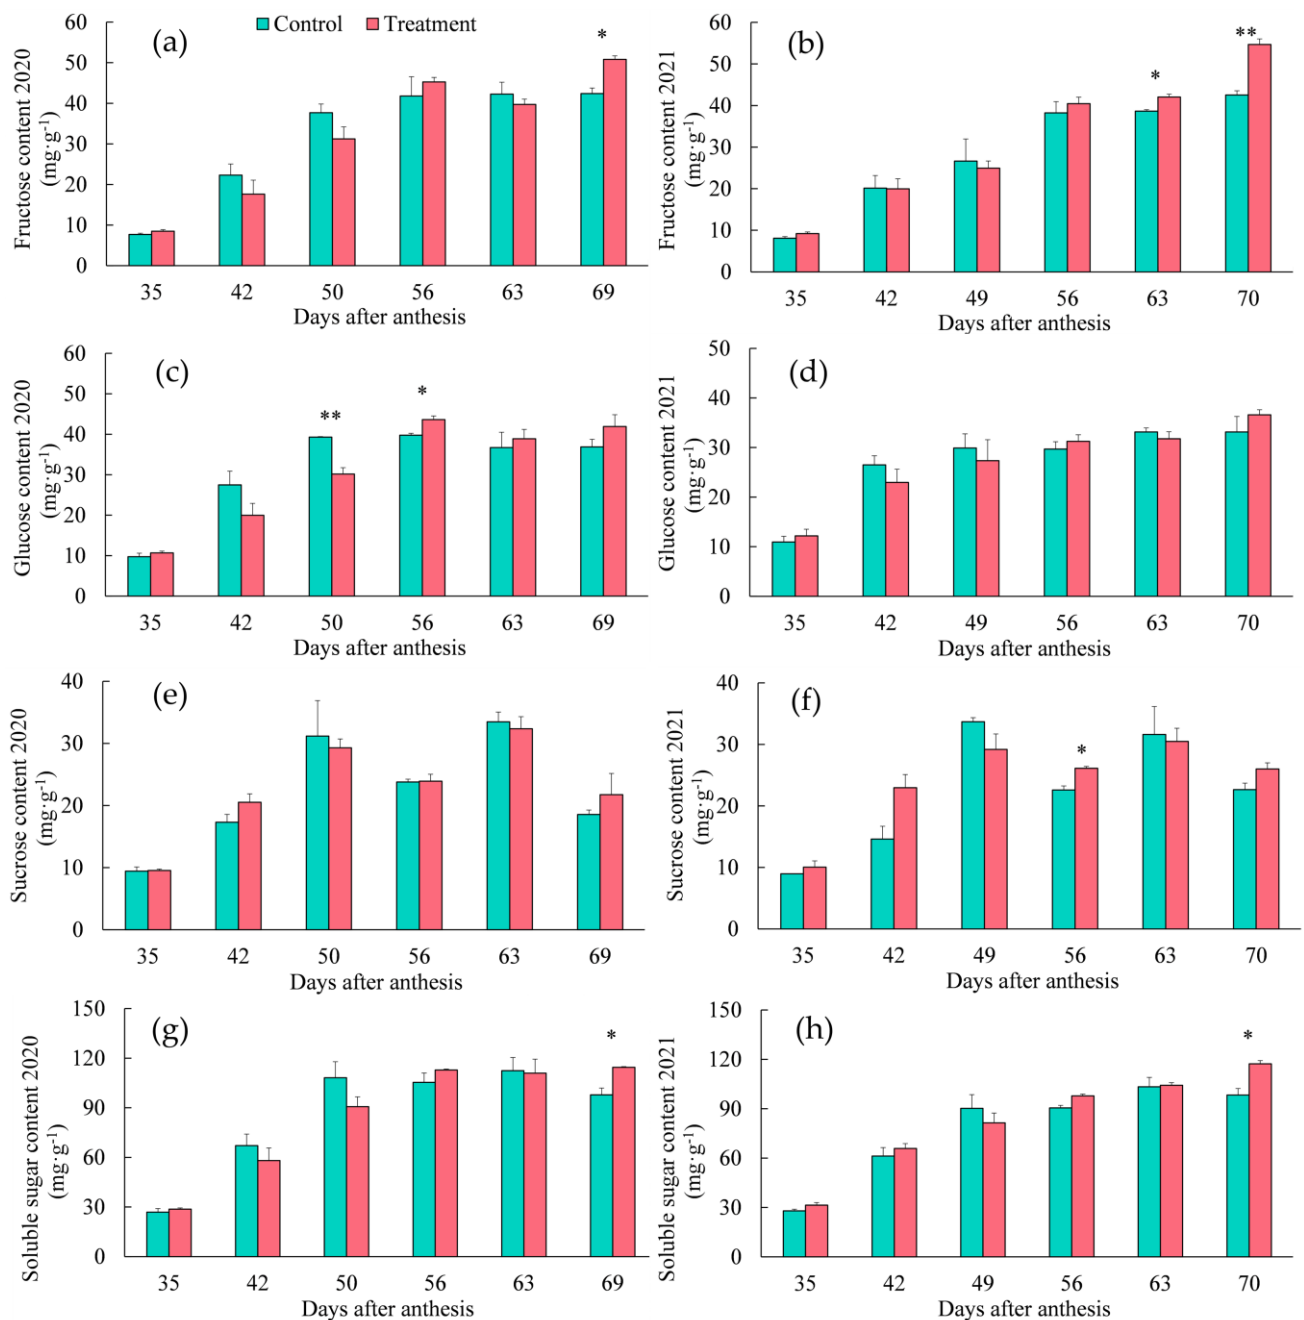 (a)
Control
Treatment
*
Fructose content 2020
(mg·g-1)
60
50
40
30
20
10
0
35 42 50 56 63 69
Days after anthesis
(b)
*
**
Fructose content 2021
(mg·g-1)
60
50
40
30
20
10
0
35 42 49 56 63 70
Days after anthesis
(c)
**
*
Glucose content 2020
(mg·g-1)
60
50
40
30
20
10
0
35 42 50 56 63 69
Days after anthesis
(d)
Glucose content 2021
(mg·g-1)
50
40
30
20
10
0
35 42 49 56 63 70
Days after anthesis
(e)
Sucrose content 2020
(mg·g-1)
40
30
20
10
0
35 42 50 56 63 69
Days after anthesis
(f)
*
Sucrose content 2021
(mg·g-1)
40
30
20
10
0
35 42 49 56 63 70
Days after anthesis
(g)
*
Soluble sugar content 2020
(mg·g-1)
150
120
90
60
30
0
35 42 50 56 63 69
Days after anthesis
(h)
*
Soluble sugar content 2021
(mg·g-1)
150
120
90
60
30
0
35 42 49 56 63 70
Days after anthesis